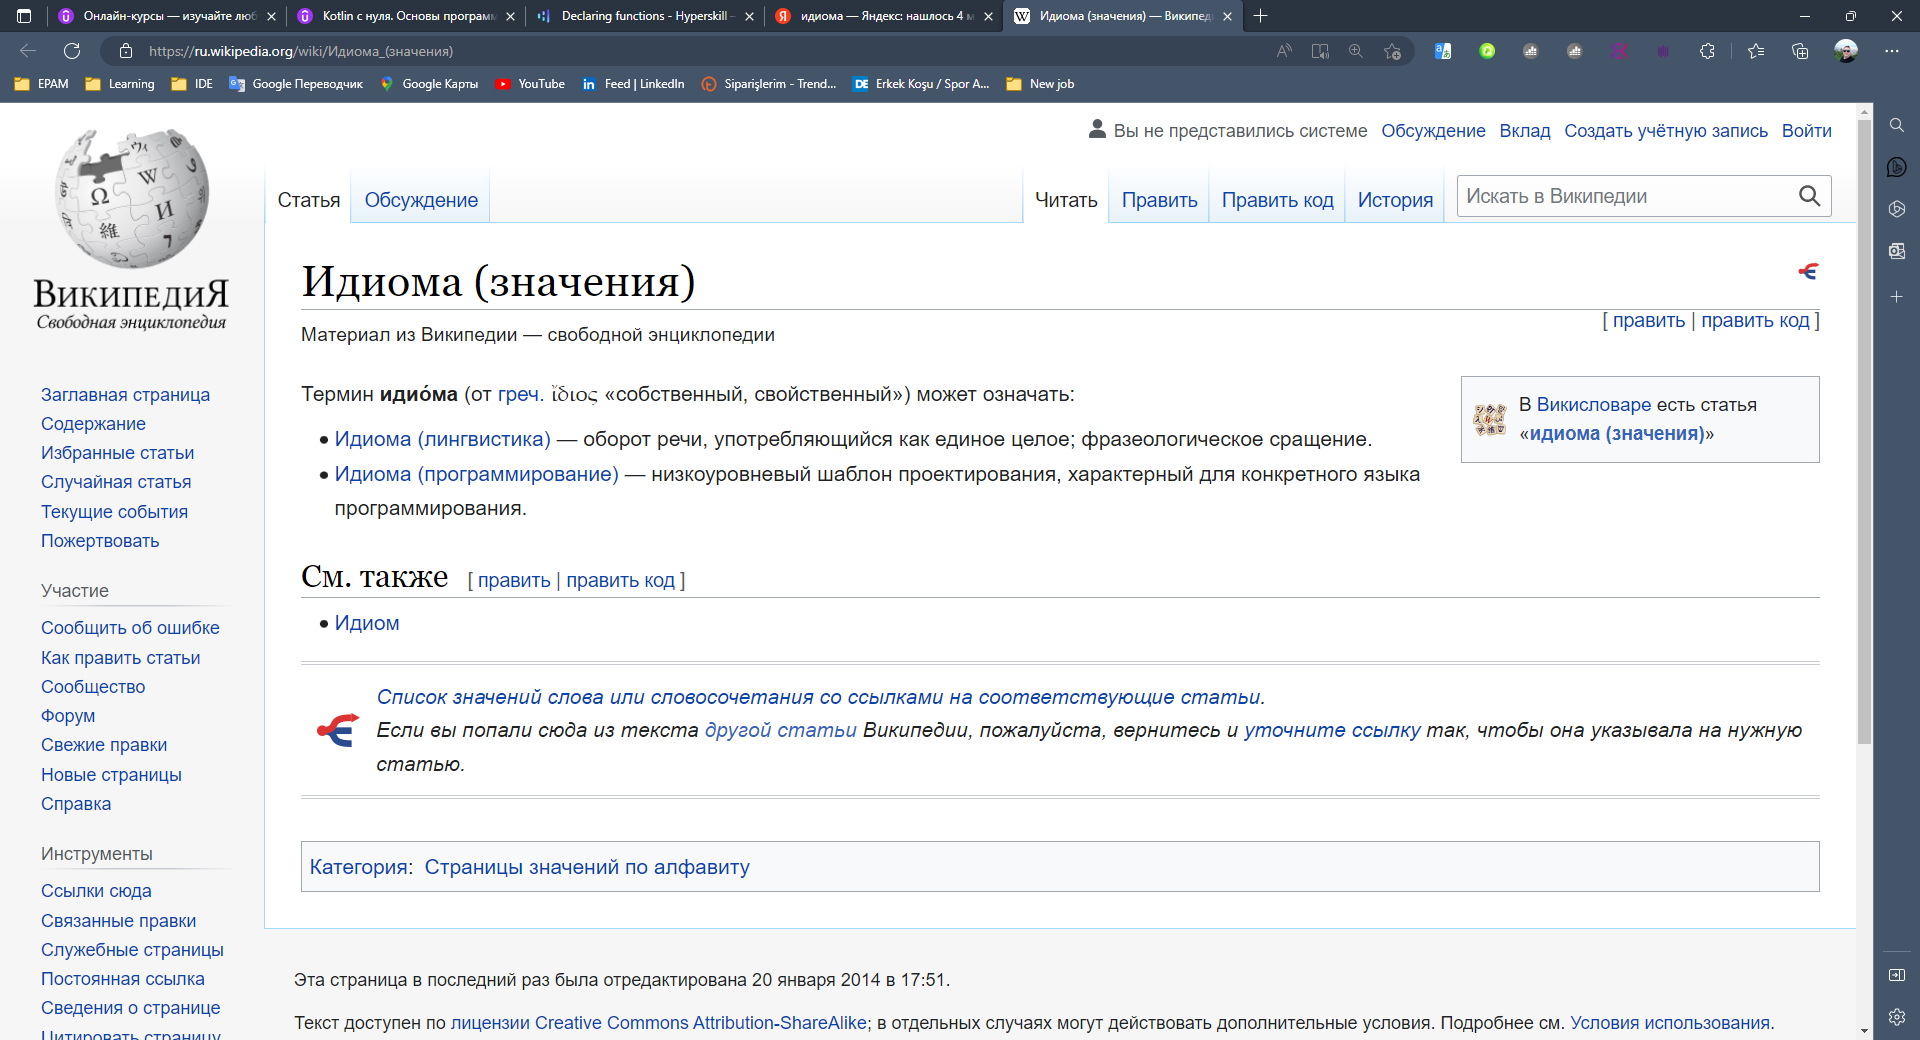 Онлайн-курсы — изучайте люб
Kotlin с нуля. Основы программ
Declaring functions - Hyperskill –
идиома — Яндекс: нашлось 4 м
Идиома (значения) — Википед
https://ru.wikipedia.org/wiki/Идиома_(значения)
EPAM
Learning
IDE
Google Переводчик
Google Карты
YouTube
Feed | LinkedIn
Siparişlerim - Trend...
DE Erkek Koşu / Spor A...
New job
Вы не представились системе Обсуждение Вклад Создать учётную запись Войти
Статья Обсуждение Читать Править Править код История Искать в Википедии
ВикипедиЯ
Свободная энциклопедия
Заглавная страница
Содержание
Избранные статьи
Случайная статья
Текущие события
Пожертвовать
Участие
Сообщить об ошибке
Как править статьи
Сообщество
Форум
Свежие правки
Новые страницы
Справка
Инструменты
Ссылки сюда
Связанные правки
Служебные страницы
Постоянная ссылка
Сведения о странице
Цитировать страницу
Идиома (значения)
[ править | править код ]
Материал из Википедии — свободной энциклопедии
Термин идио́ма (от греч. ἴδιος «собственный, свойственный») может означать:
• Идиома (лингвистика) — оборот речи, употребляющийся как единое целое; фразеологическое сращение.
• Идиома (программирование) — низкоуровневый шаблон проектирования, характерный для конкретного языка
программирования.
В Викисловаре есть статья
«идиома (значения)»
См. также [ править | править код ]
• Идиом
Список значений слова или словосочетания со ссылками на соответствующие статьи.
Если вы попали сюда из текста другой статьи Википедии, пожалуйста, вернитесь и уточните ссылку так, чтобы она указывала на нужную
статью.
Категория: Страницы значений по алфавиту
Эта страница в последний раз была отредактирована 20 января 2014 в 17:51.
Текст доступен по лицензии Creative Commons Attribution-ShareAlike; в отдельных случаях могут действовать дополнительные условия. Подробнее см. Условия использования.